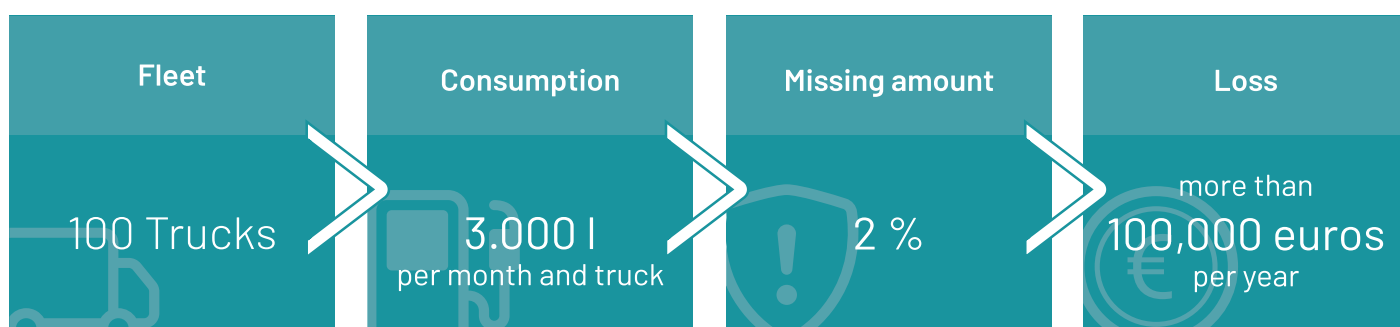 Fleet
100 Trucks
Consumption
3.000 l
per month and truck
Missing amount
2 %
Loss
more than
100,000 euros
per year